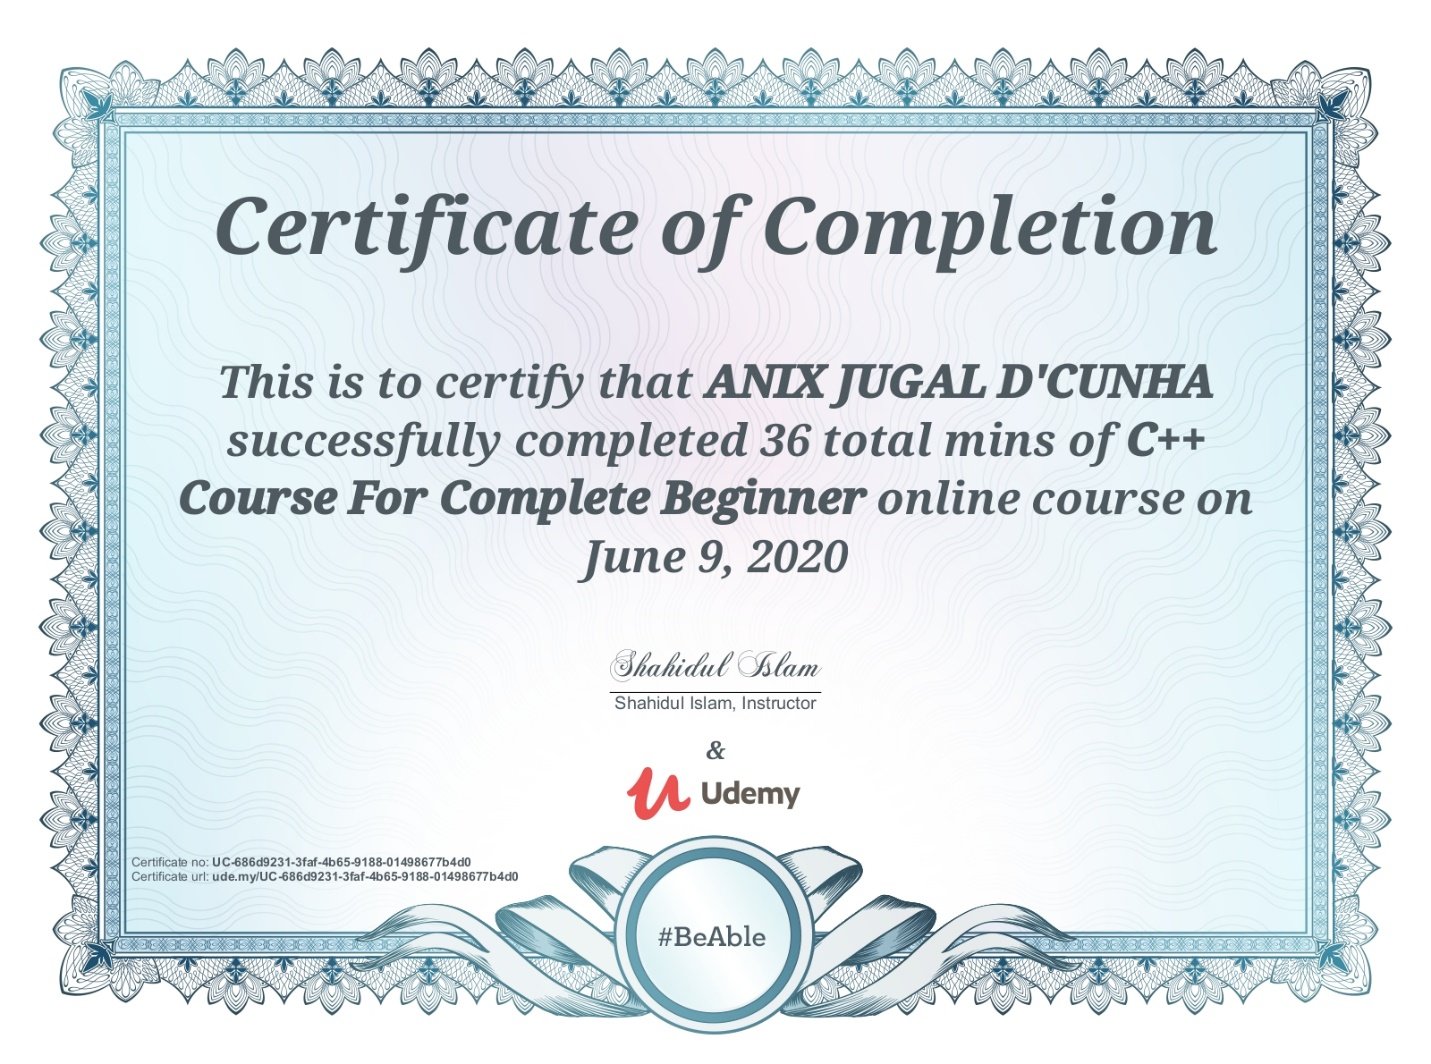 Certificate of Completion
This is to certify that ANIX JUGAL D'CUNHA
successfully completed 36 total mins of C++
Course For Complete Beginner online course on
June 9, 2020
Shahidul Islam
Shahidul Islam, Instructor
&
Udemy
Certificate no: UC-686d9231-3faf-4b65-9188-01498677b4d0
Certificate url: ude.my/UC-686d9231-3faf-4b65-9188-01498677b4d0
#BeAble